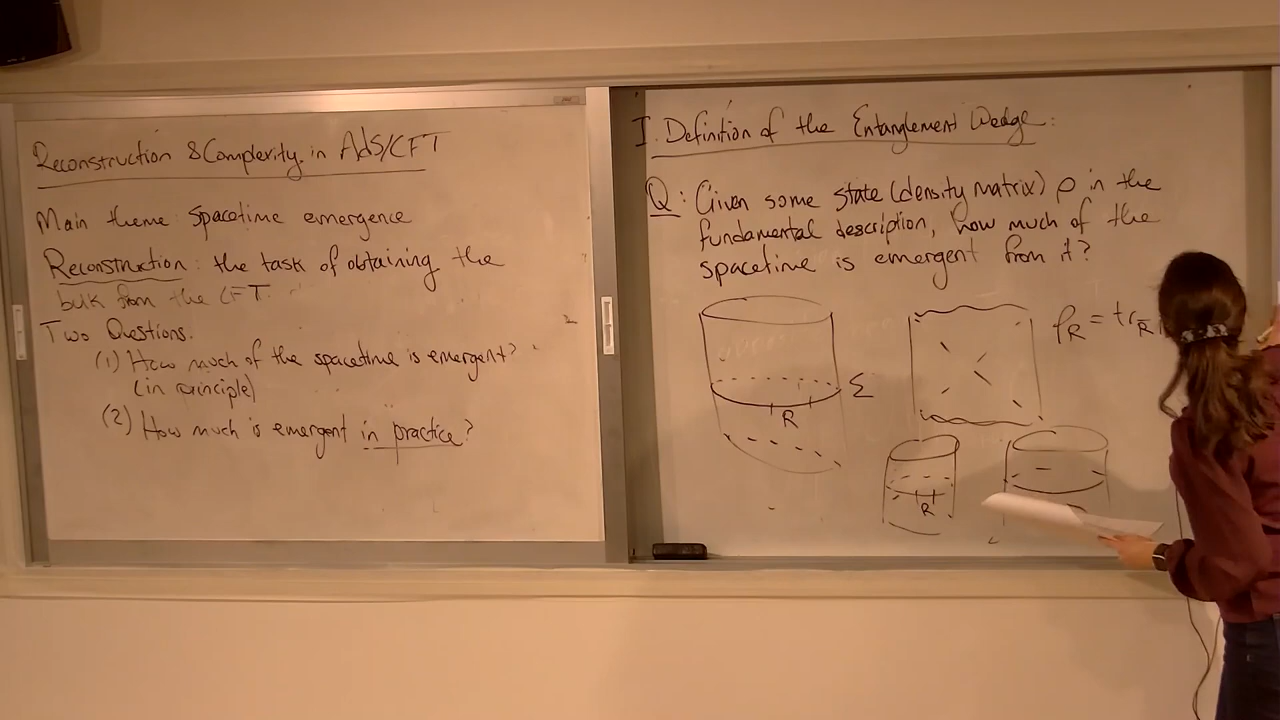 Reconstruction & Complexity in AdS/CFT
Main theme: Spacetime emergence
Reconstruction: the task of obtaining the
bulk from the CFT.
Two Questions.
(1) How much of the spacetime is emergent?
(in principle)
(2) How much is emergent in practice?
I. Definition of the Entanglement Wedge:
Q: Given some state (density matrix) ρ in the
fundamental description, how much of the
spacetime is emergent from it?
Σ
R
ρ_R = tr_R̄
R